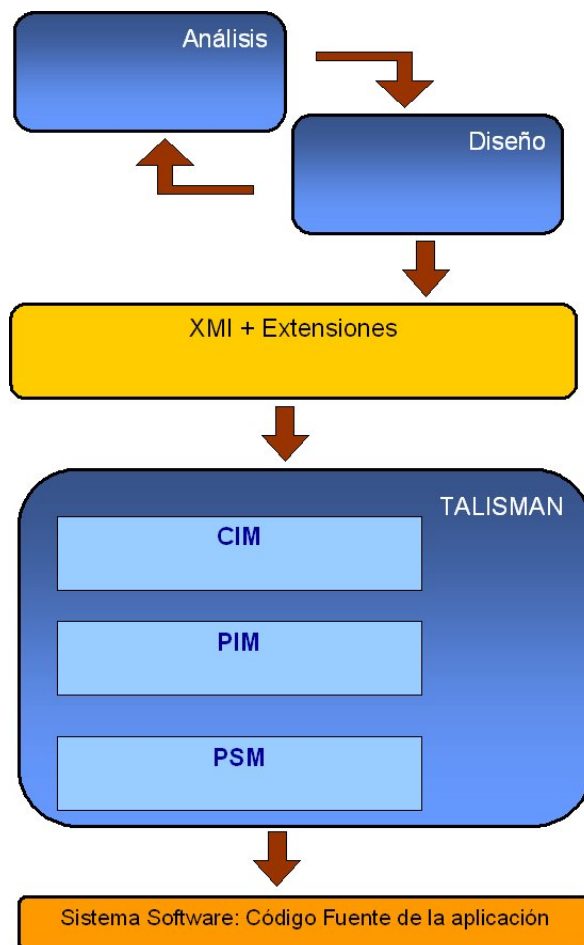 Análisis
Diseño
XMI + Extensiones
TALISMAN
CIM
PIM
PSM
Sistema Software: Código Fuente de la aplicación